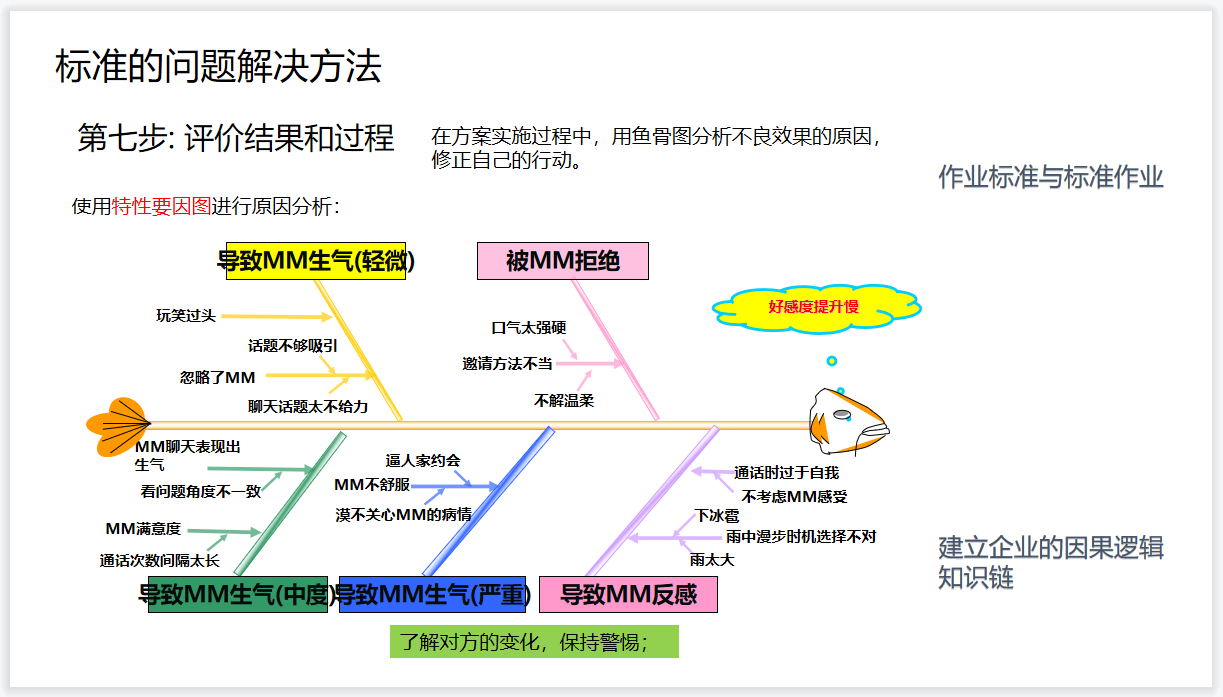 标准的问题解决方法
第七步: 评价结果和过程
在方案实施过程中，用鱼骨图分析不良效果的原因，
修正自己的行动。
作业标准与标准作业
使用特性要因图进行原因分析：
导致MM生气(轻微)
被MM拒绝
好感度提升慢
玩笑过头
话题不够吸引
忽略了MM
聊天话题太不给力
口气太强硬
邀请方法不当
不解温柔
MM聊天表现出
生气
看问题角度不一致
MM满意度
通话次数间隔太长
逼人家约会
MM不舒服
漠不关心MM的病情
通话时过于自我
不考虑MM感受
下冰雹
雨中漫步时机选择不对
雨太大
建立企业的因果逻辑
知识链
导致MM生气(中度)
导致MM生气(严重)
导致MM反感
了解对方的变化，保持警惕；